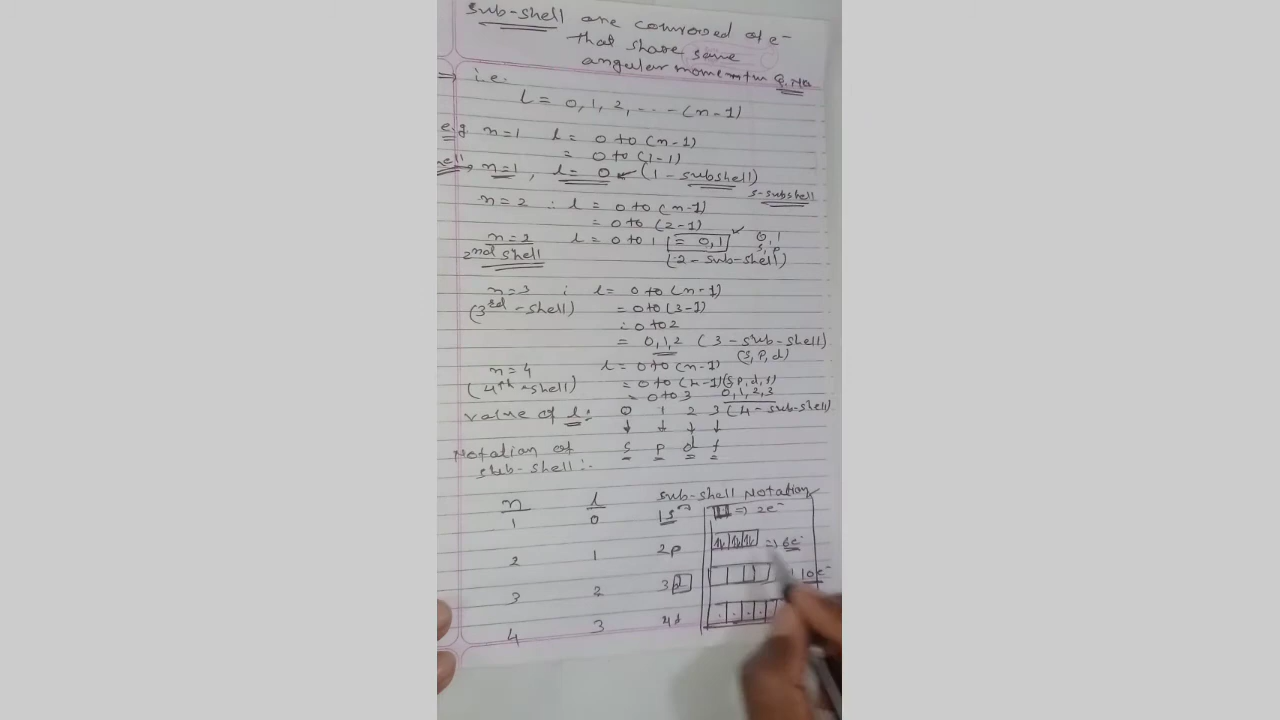 Sub-shell are composed of e-
that share same
angular momentum Q.No
⇒ i.e.
l = 0, 1, 2, ... - (n-1)
e.g n=1 l = 0 to (n-1)
= 0 to (1-1)
n=1, l = 0 ✓ (1-subshell)
s-subshell
n=2 : l = 0 to (n-1)
= 0 to (2-1)
n=2 l = 0 to 1 = 0,1 ✓ 0, 1
2nd shell s, p
(2-sub-shell)
n=3 : l = 0 to (n-1)
(3rd-shell) = 0 to (3-1)
: 0 to 2
= 0,1,2 (3-sub-shell)
(s, p, d)
n=4 l = 0 to (n-1)
(4th-shell) = 0 to (4-1) (s, p, d, f)
= 0 to 3 0, 1, 2, 3
Value of l: 0 1 2 3 (4-sub-shell)
↓ ↓ ↓ ↓
Notation of s p d f
sub-shell :-
n l Sub-shell Notation
1 0 1s ⇒ 2e-
2 1 2p ⇒ 6e-
3 2 3d 10e-
4 3 4f